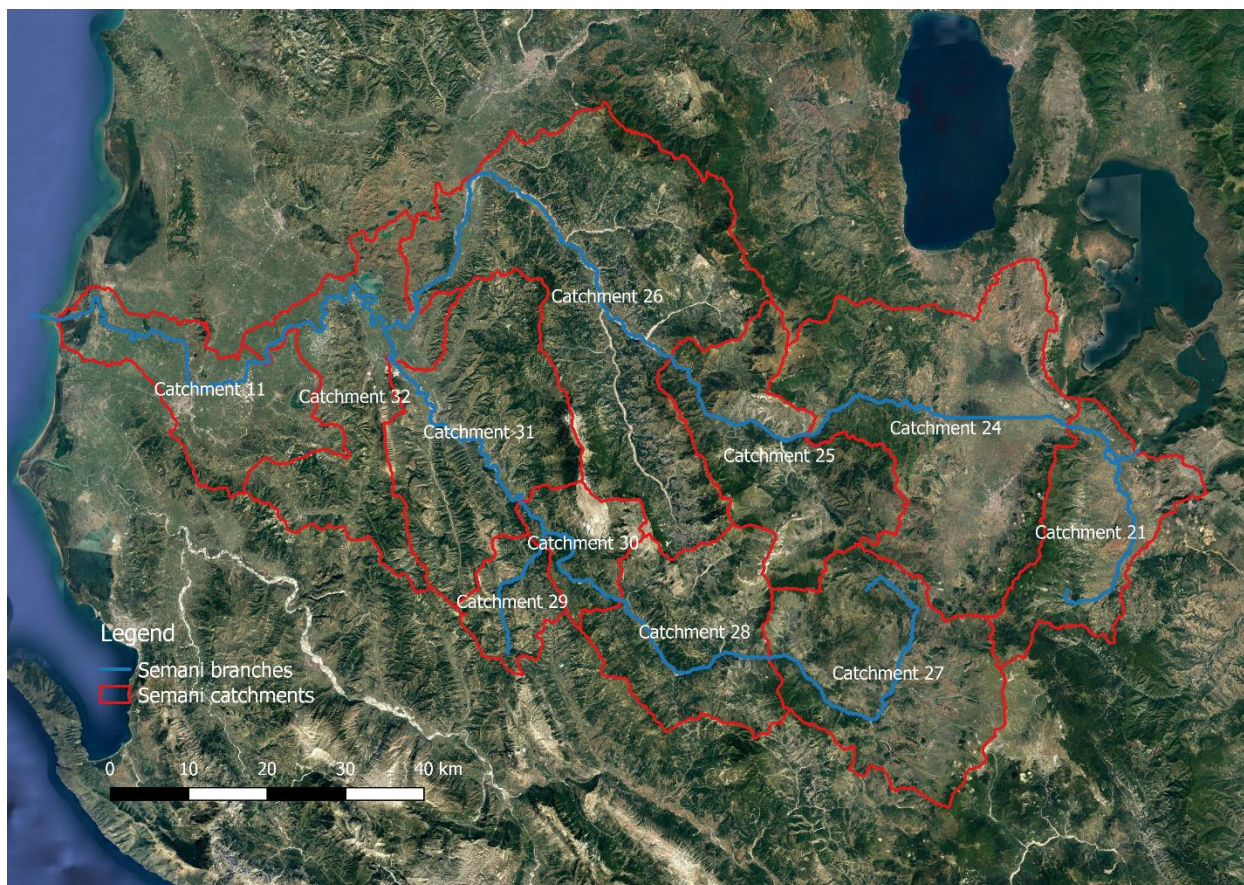 Catchment 26
Catchment 11
Catchment 32
Catchment 31
Catchment 24
Catchment 25
Catchment 21
Catchment 30
Catchment 29
Catchment 28
Catchment 27
Legend
Semani branches
Semani catchments
0 10 20 30 40 km